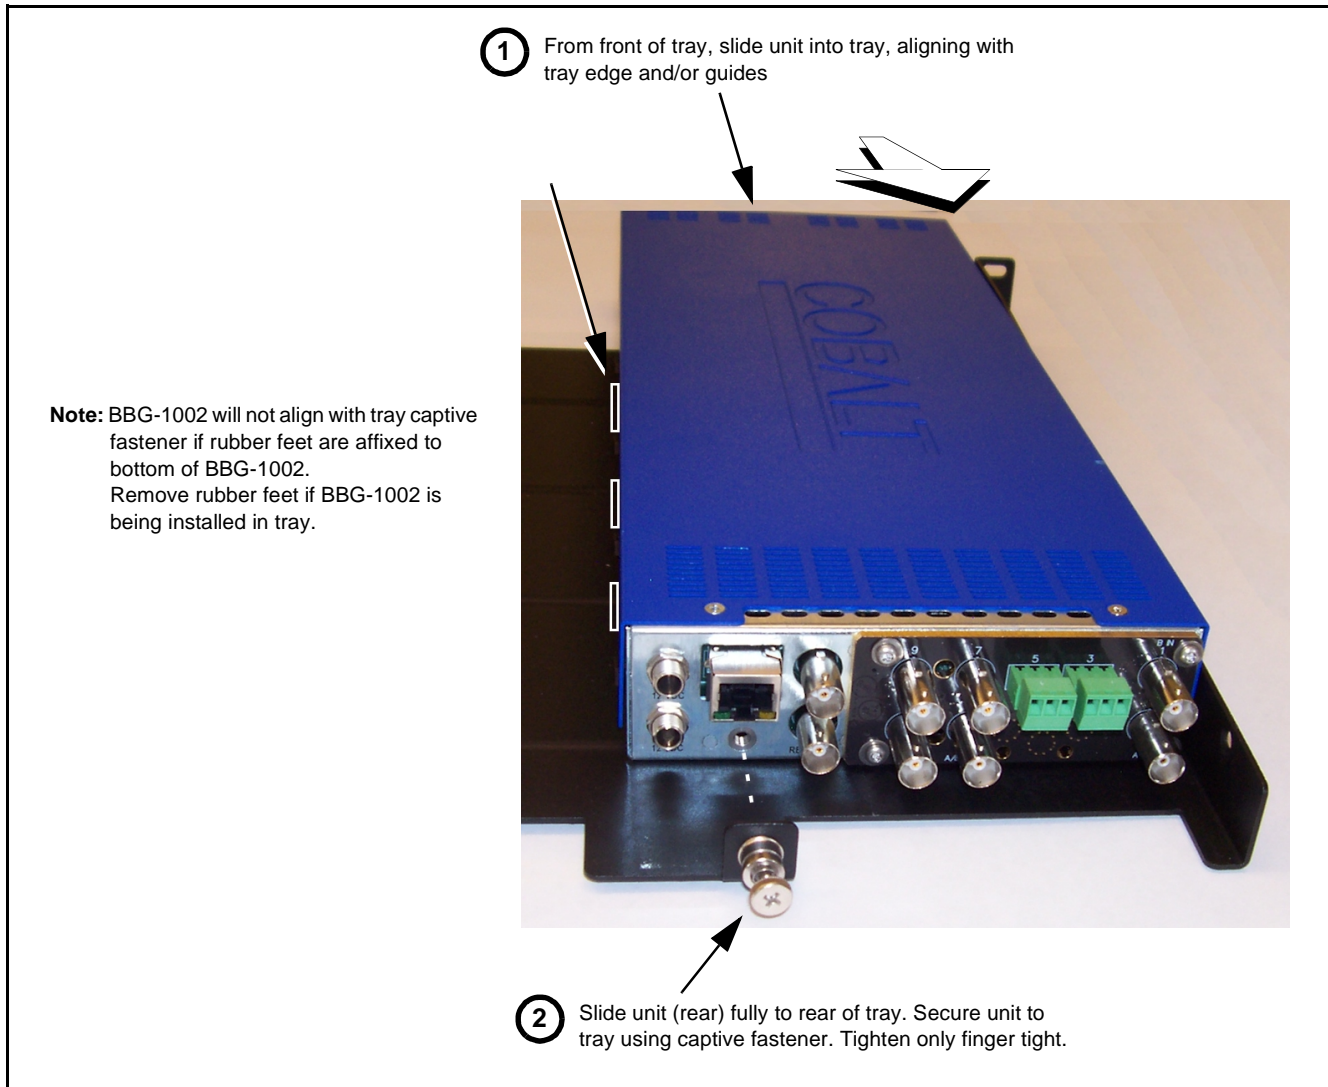 1 From front of tray, slide unit into tray, aligning with
tray edge and/or guides
Note: BBG-1002 will not align with tray captive
fastener if rubber feet are affixed to
bottom of BBG-1002.
Remove rubber feet if BBG-1002 is
being installed in tray.
COBALT
9
7
5
3
1
B IN
2 Slide unit (rear) fully to rear of tray. Secure unit to
tray using captive fastener. Tighten only finger tight.